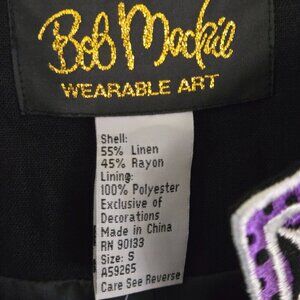 Bob Mackie
WEARABLE ART
Shell:
55% Linen
45% Rayon
Lining:
100% Polyester
Exclusive of
Decorations
Made in China
RN 90133
Size: S
A59265
Care See Reverse